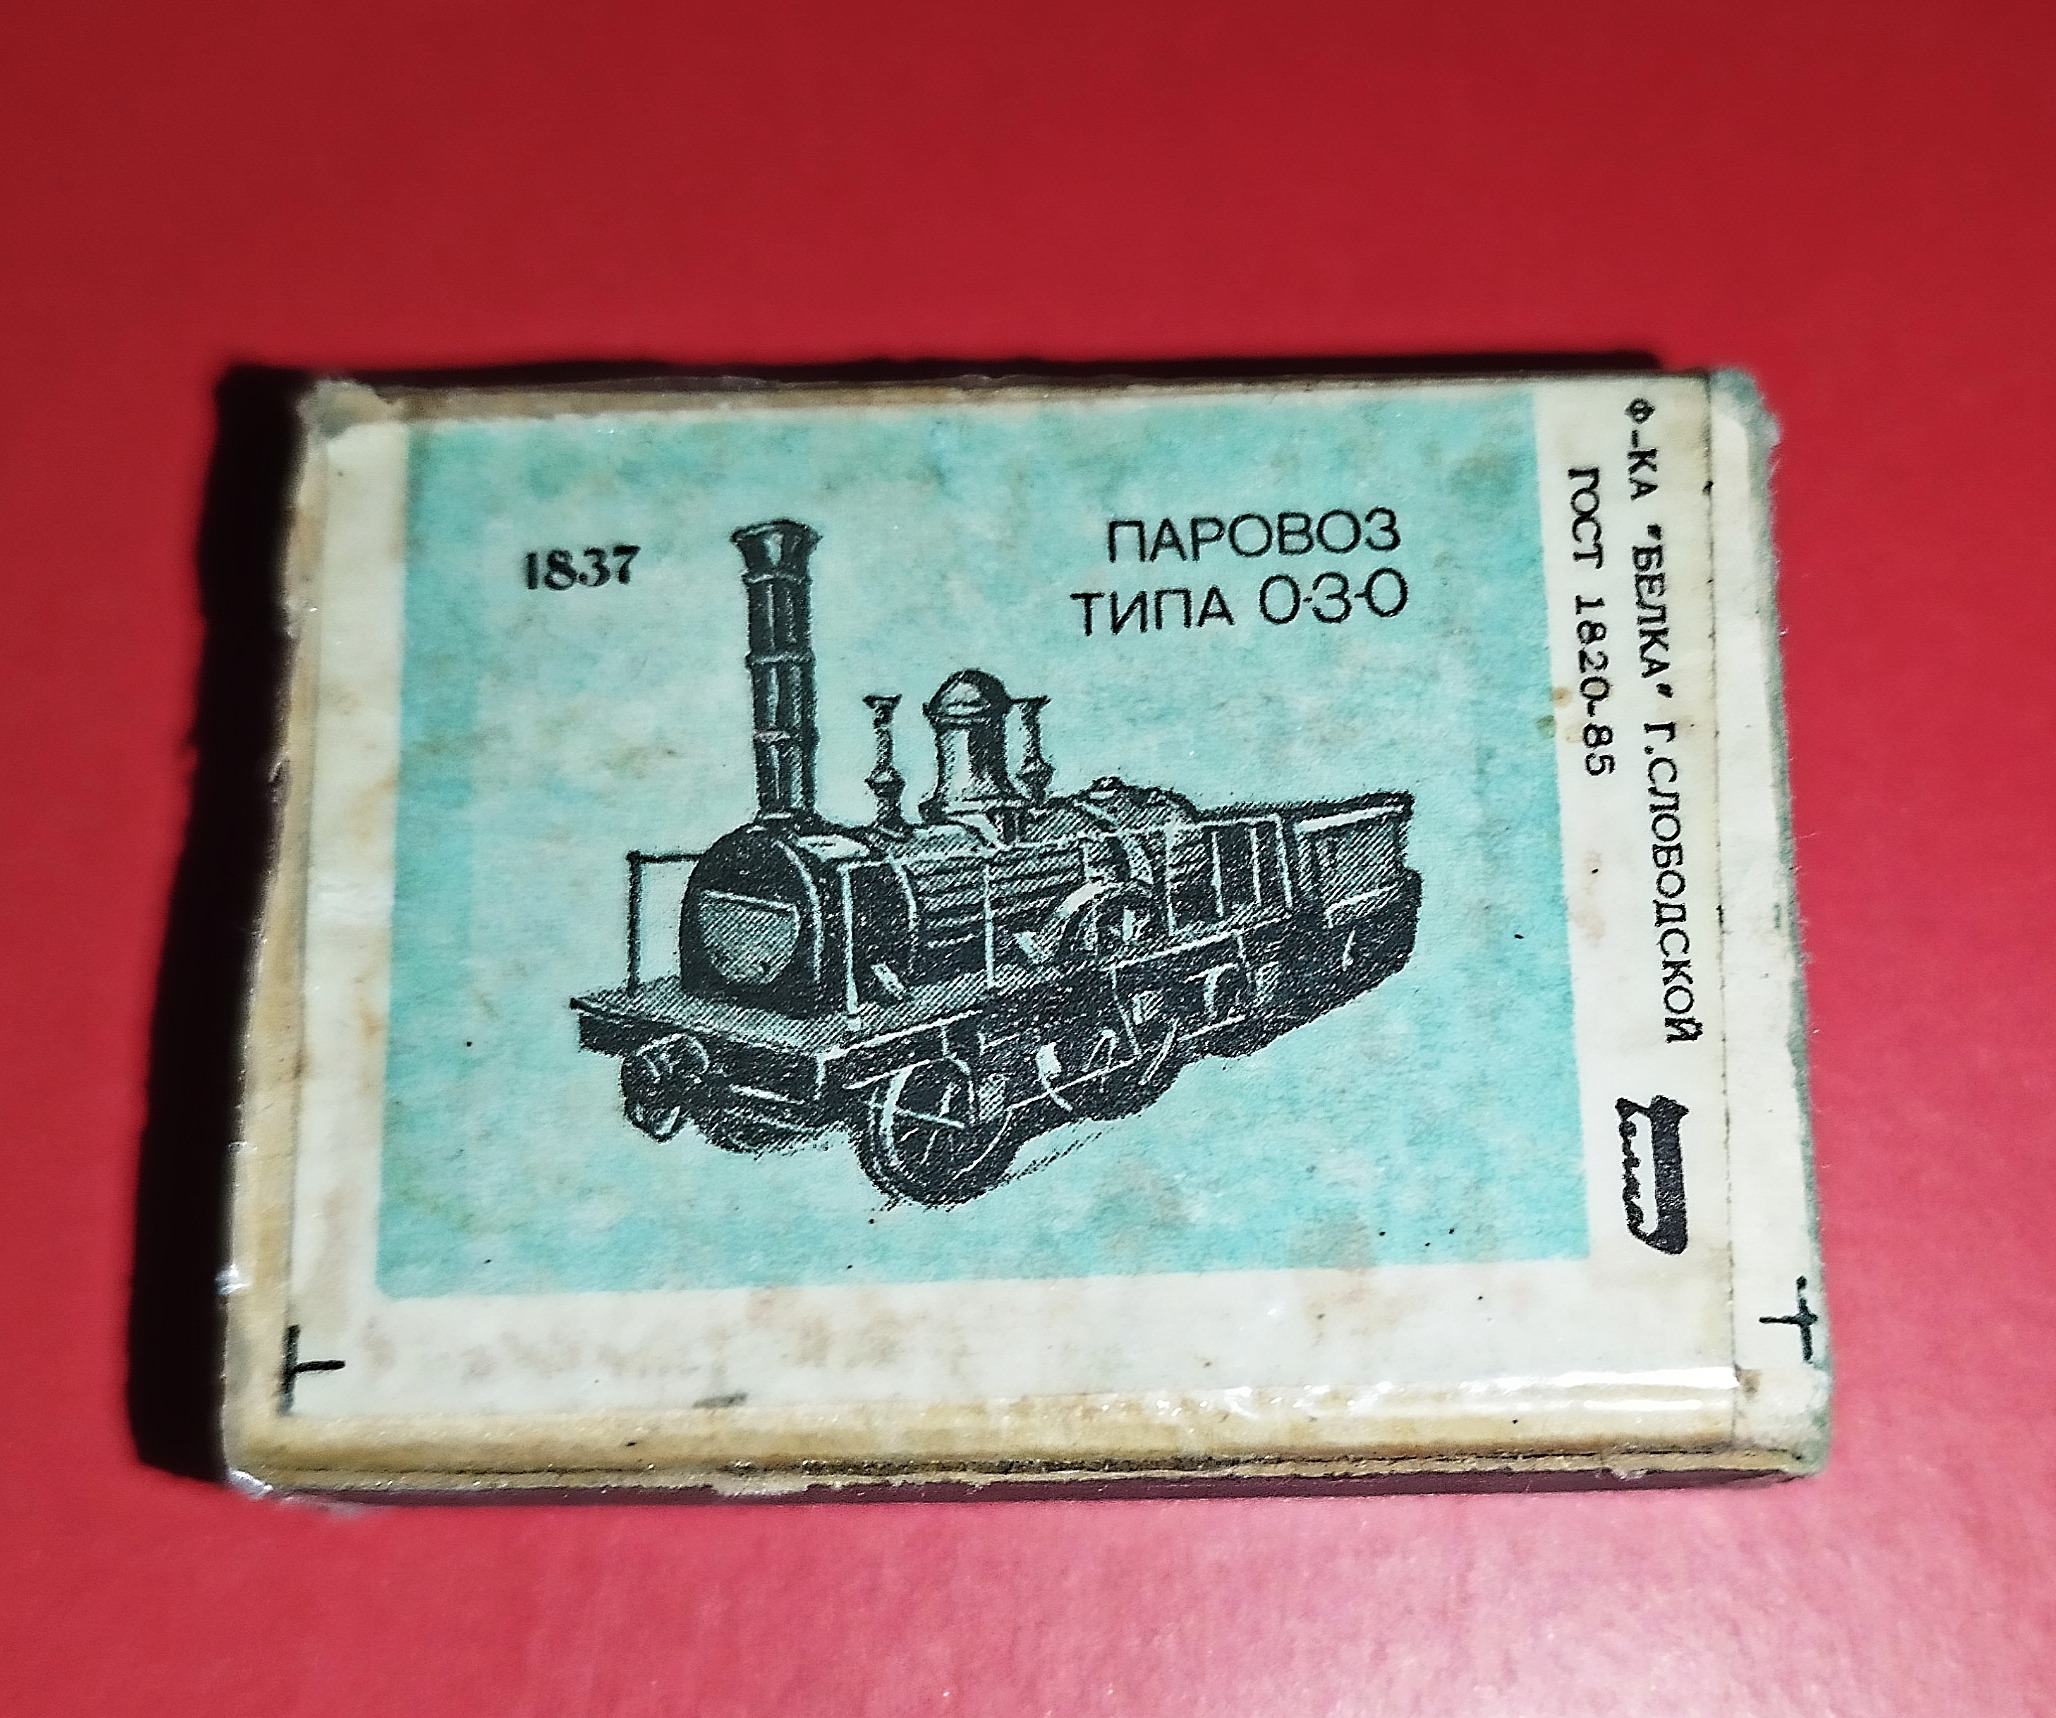 1837
ПАРОВОЗ
ТИПА 0-3-0
Ф-КА "БЕЛКА" Г.СЛОБОДСКОЙ
ГОСТ 1820-85